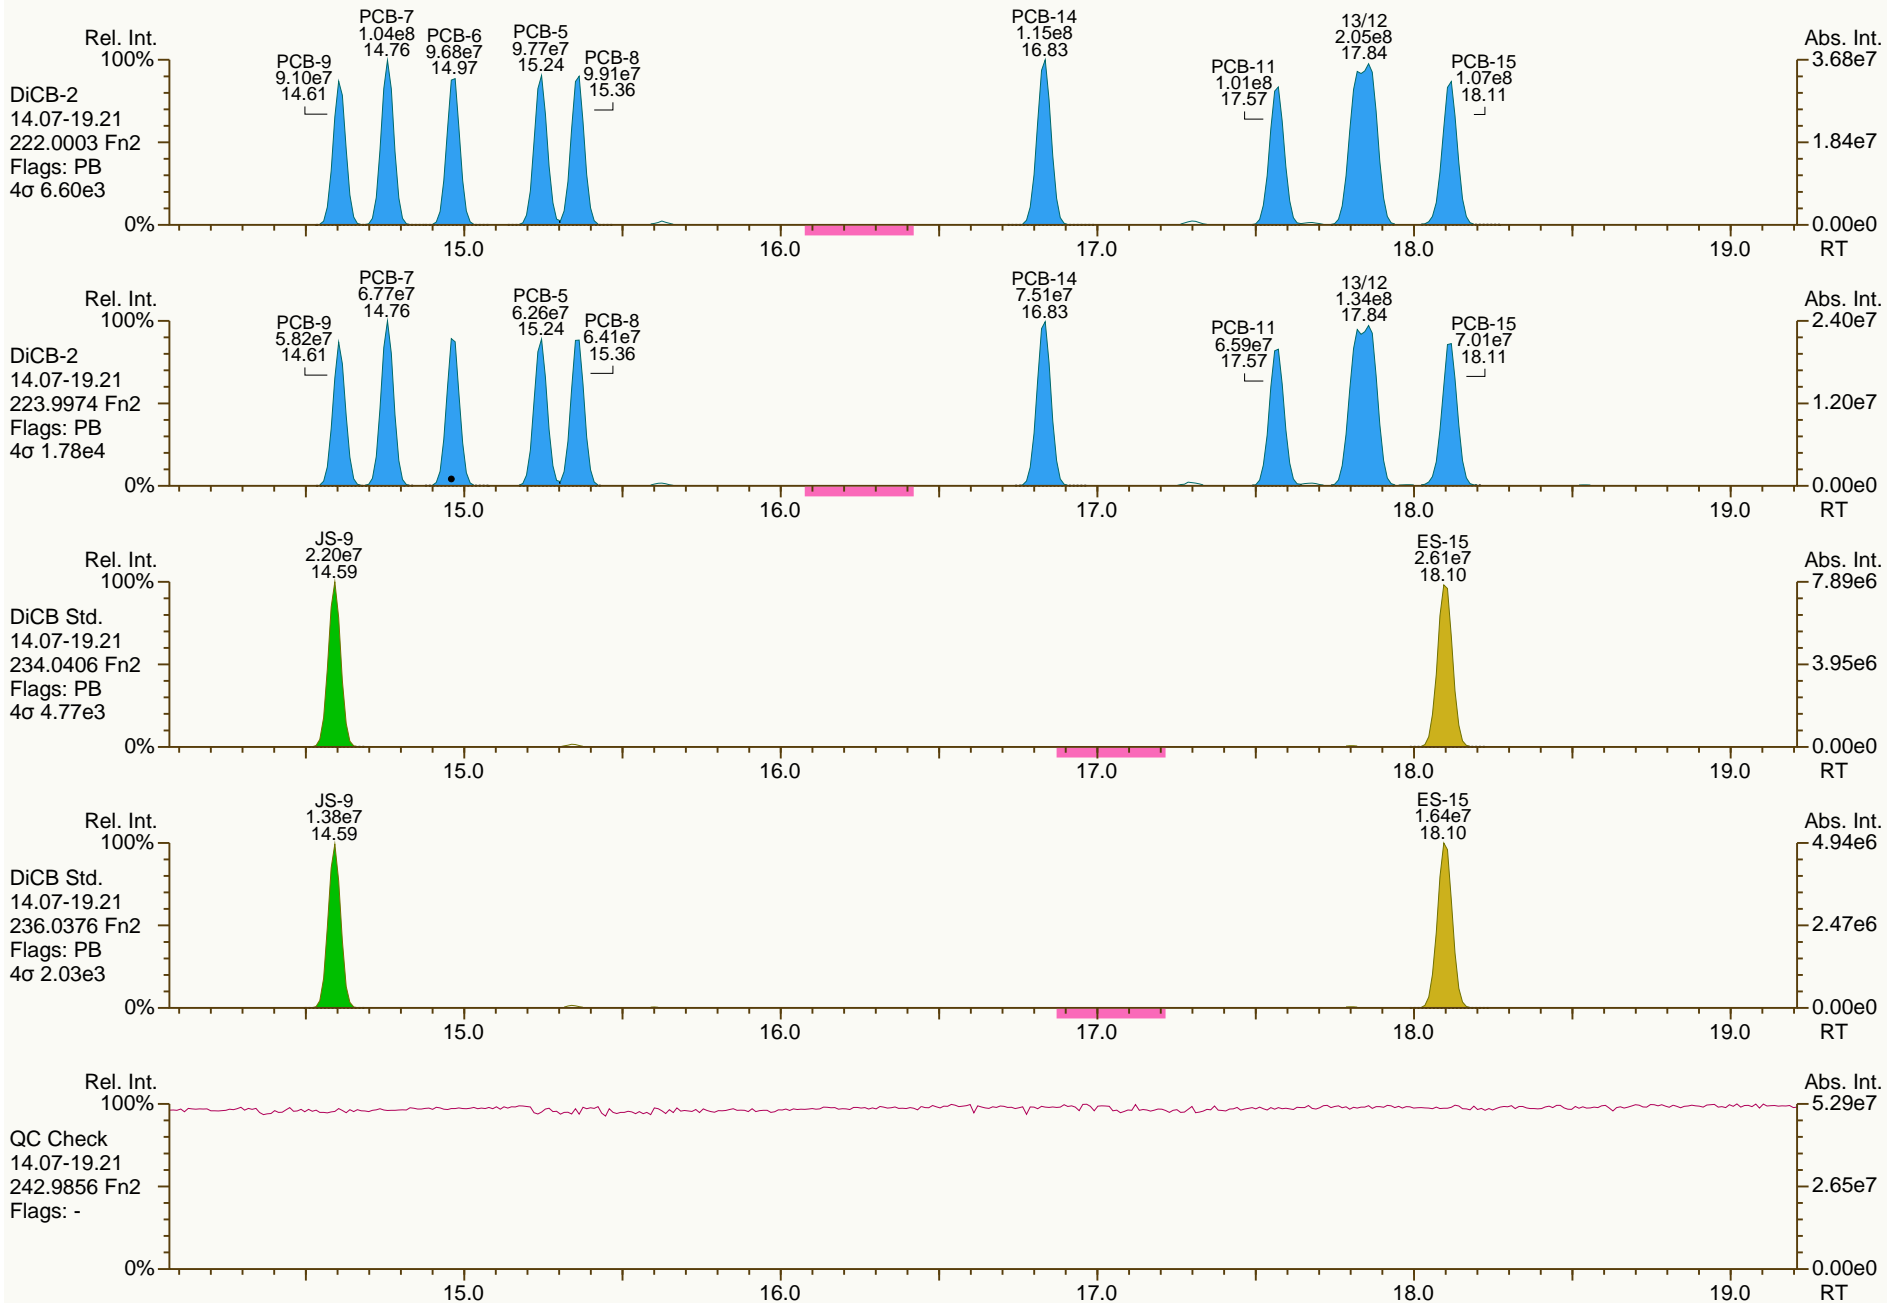 Rel. Int.
100%
0%
DiCB-2
14.07-19.21
222.0003 Fn2
Flags: PB
4σ 6.60e3
PCB-9
9.10e7
14.61
PCB-7
1.04e8
14.76
PCB-6
9.68e7
14.97
PCB-5
9.77e7
15.24
PCB-8
9.91e7
15.36
PCB-14
1.15e8
16.83
PCB-11
1.01e8
17.57
13/12
2.05e8
17.84
PCB-15
1.07e8
18.11
Abs. Int.
3.68e7
1.84e7
0.00e0
15.0 16.0 17.0 18.0 19.0 RT
Rel. Int.
100%
0%
DiCB-2
14.07-19.21
223.9974 Fn2
Flags: PB
4σ 1.78e4
PCB-9
5.82e7
14.61
PCB-7
6.77e7
14.76
PCB-5
6.26e7
15.24
PCB-8
6.41e7
15.36
PCB-14
7.51e7
16.83
PCB-11
6.59e7
17.57
13/12
1.34e8
17.84
PCB-15
7.01e7
18.11
Abs. Int.
2.40e7
1.20e7
0.00e0
15.0 16.0 17.0 18.0 19.0 RT
Rel. Int.
100%
0%
DiCB Std.
14.07-19.21
234.0406 Fn2
Flags: PB
4σ 4.77e3
JS-9
2.20e7
14.59
ES-15
2.61e7
18.10
Abs. Int.
7.89e6
3.95e6
0.00e0
15.0 16.0 17.0 18.0 19.0 RT
Rel. Int.
100%
0%
DiCB Std.
14.07-19.21
236.0376 Fn2
Flags: PB
4σ 2.03e3
JS-9
1.38e7
14.59
ES-15
1.64e7
18.10
Abs. Int.
4.94e6
2.47e6
0.00e0
15.0 16.0 17.0 18.0 19.0 RT
Rel. Int.
100%
0%
QC Check
14.07-19.21
242.9856 Fn2
Flags: -
Abs. Int.
5.29e7
2.65e7
0.00e0
15.0 16.0 17.0 18.0 19.0 RT